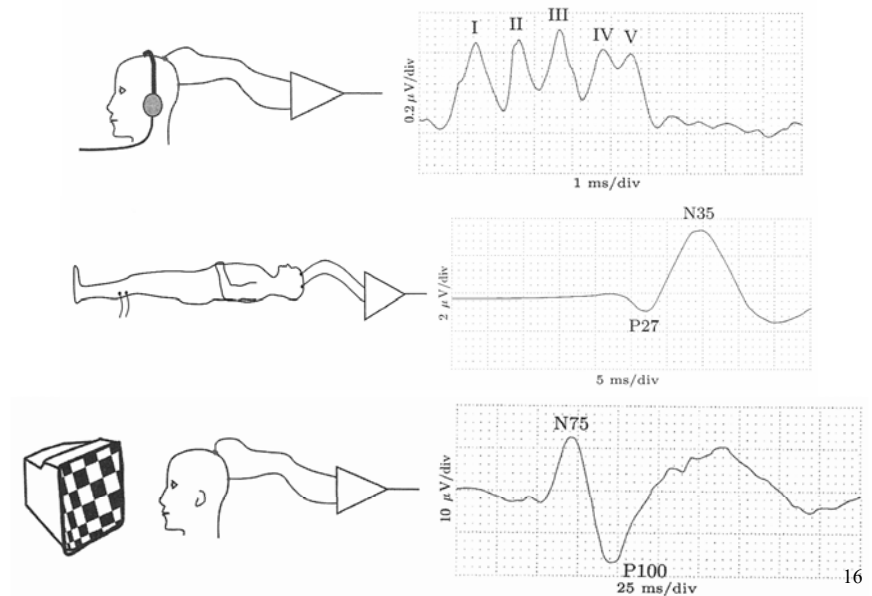 I II III IV V
0.2 μV/div
1 ms/div
N35
2 μV/div
P27
5 ms/div
N75
10 μV/div
P100
16
25 ms/div